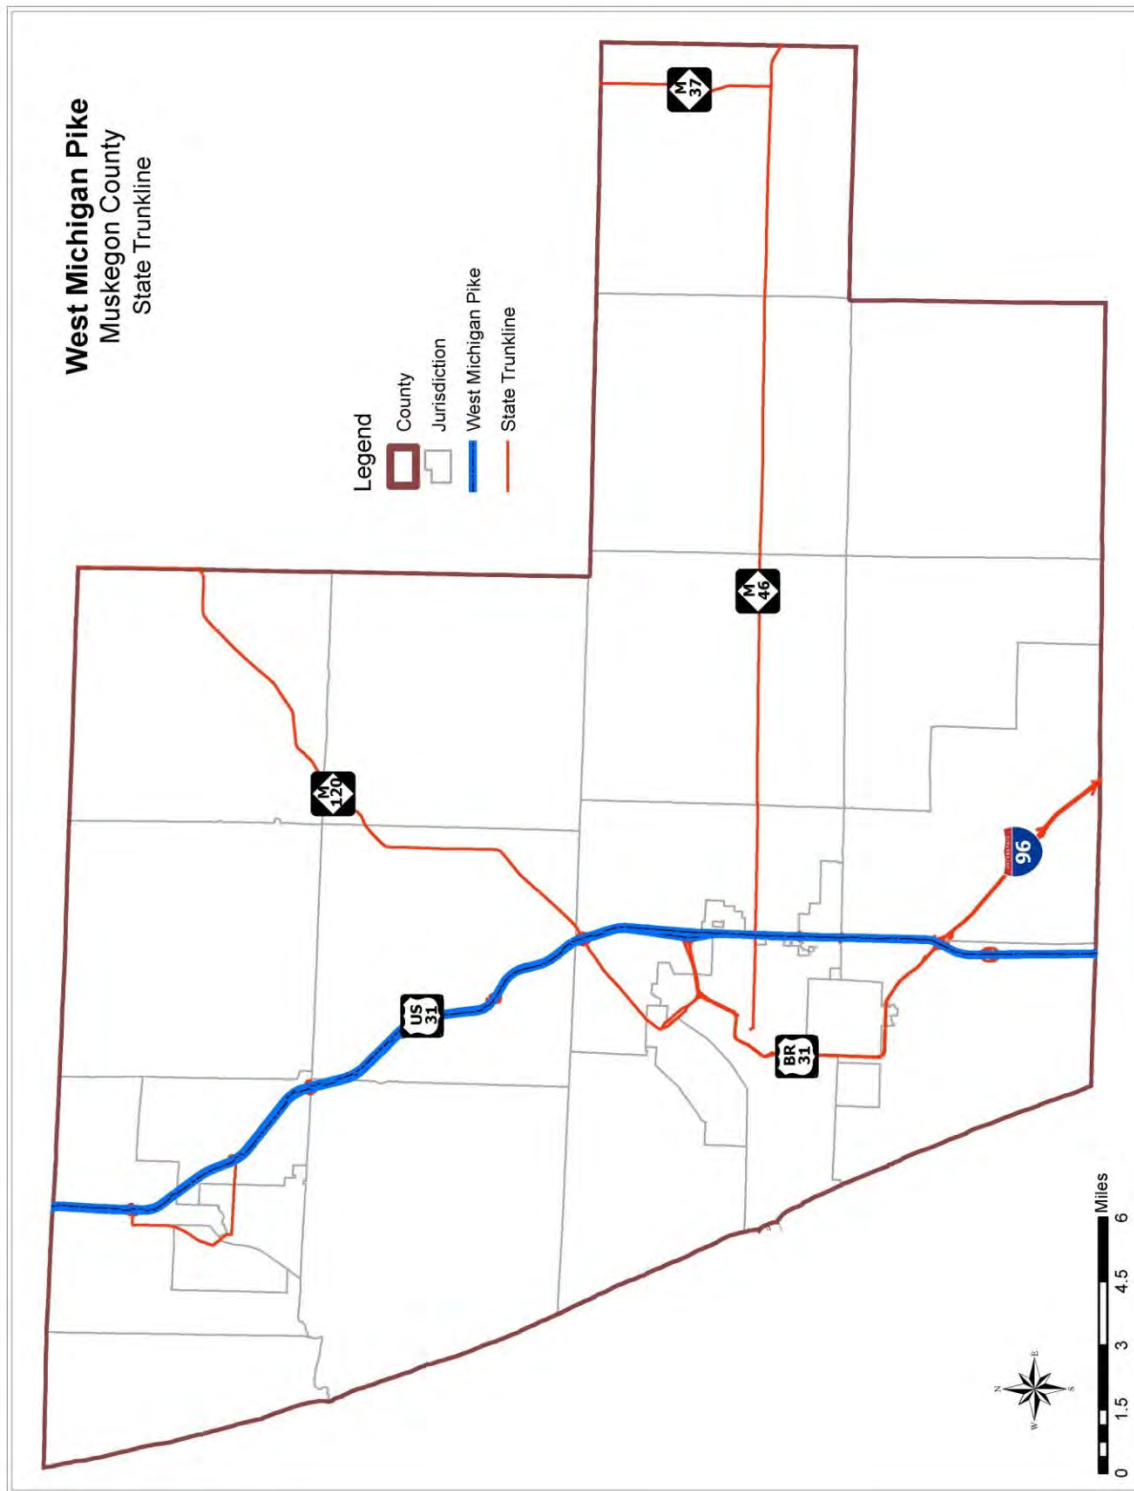 West Michigan Pike
Muskegon County
State Trunkline
Legend
County
Jurisdiction
West Michigan Pike
State Trunkline
M
37
M
120
M
46
US
31
BR
31
96
N
W
E
S
0 1.5 3 4.5 6
Miles